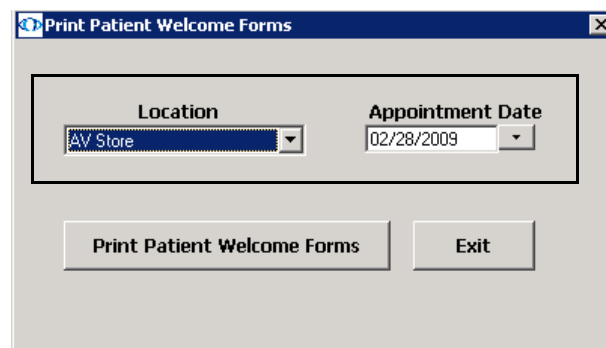 Print Patient Welcome Forms
Location
Appointment Date
AV Store
02/28/2009
Print Patient Welcome Forms
Exit